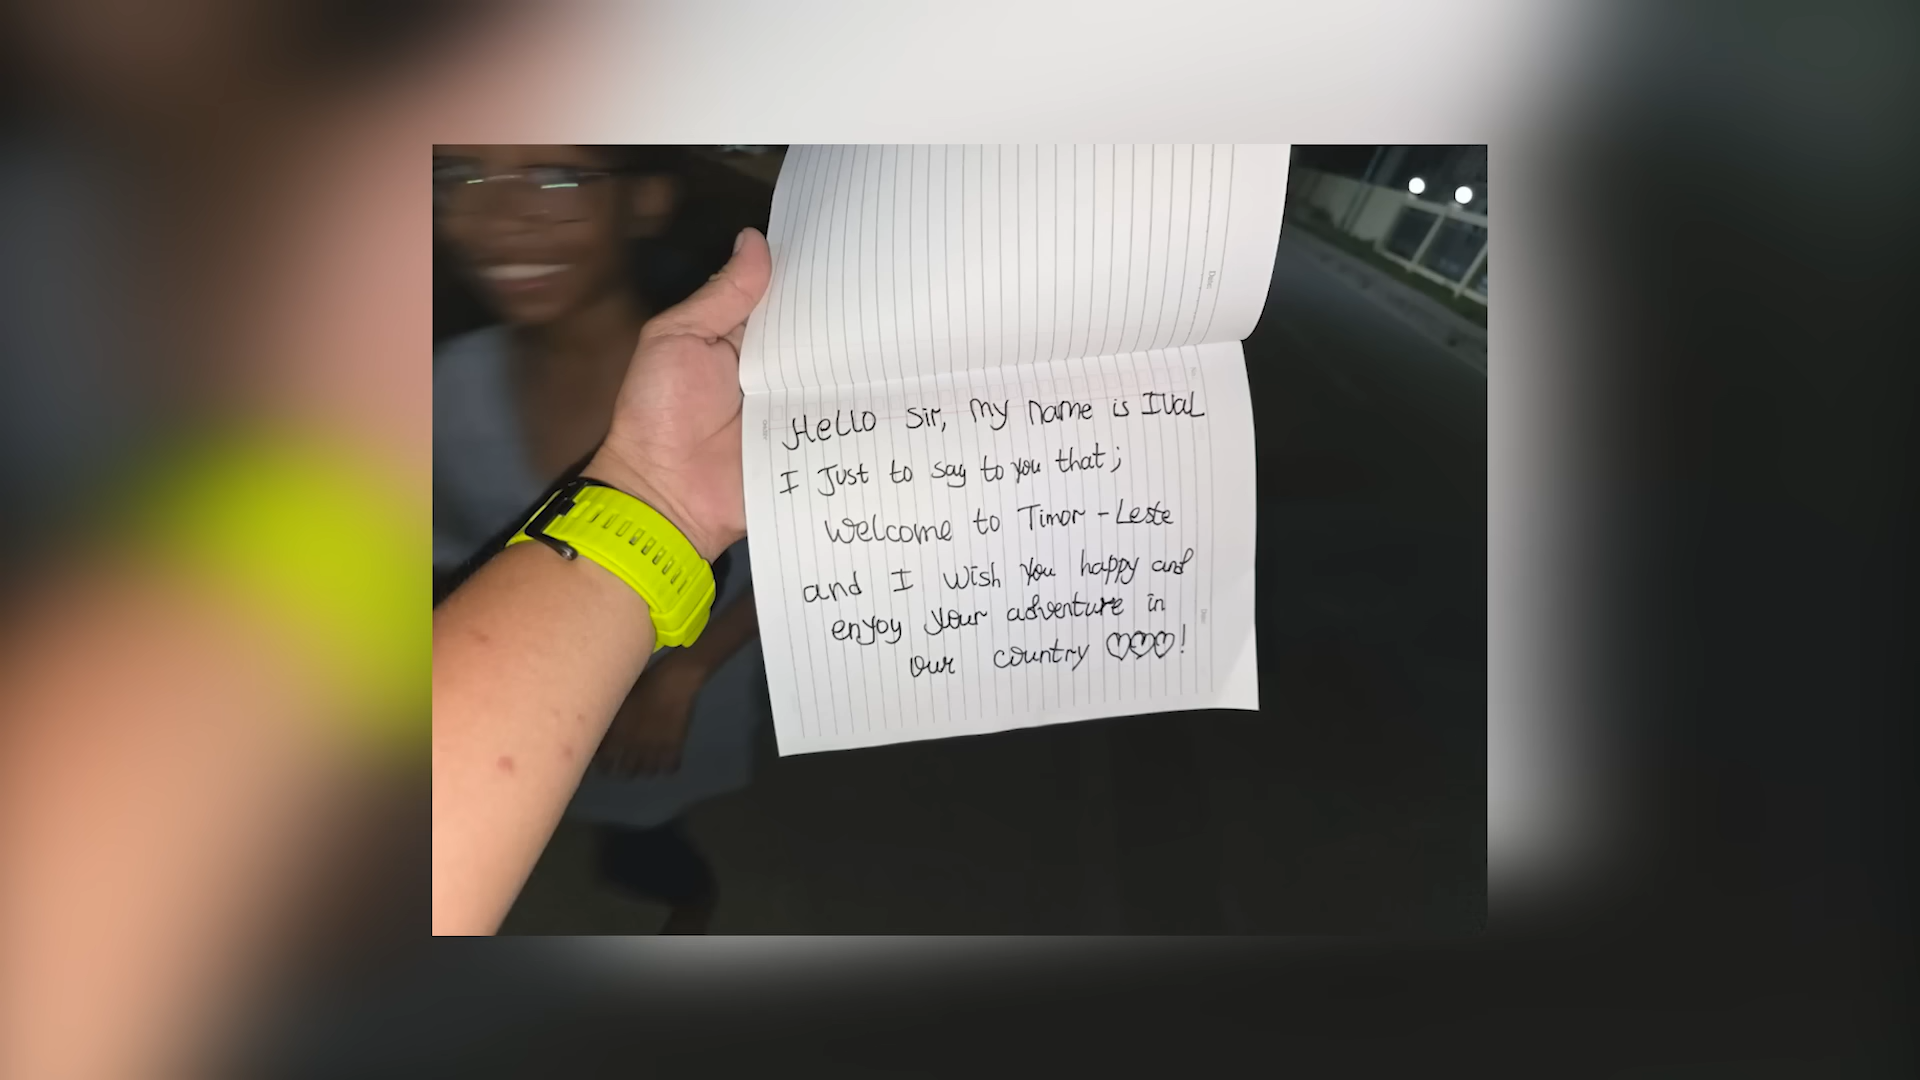 Hello Sir, my name is IvaL
I Just to say to you that;
Welcome to Timor-Leste
and I wish you happy and
enjoy your adventure in
our country ♡♡♡!